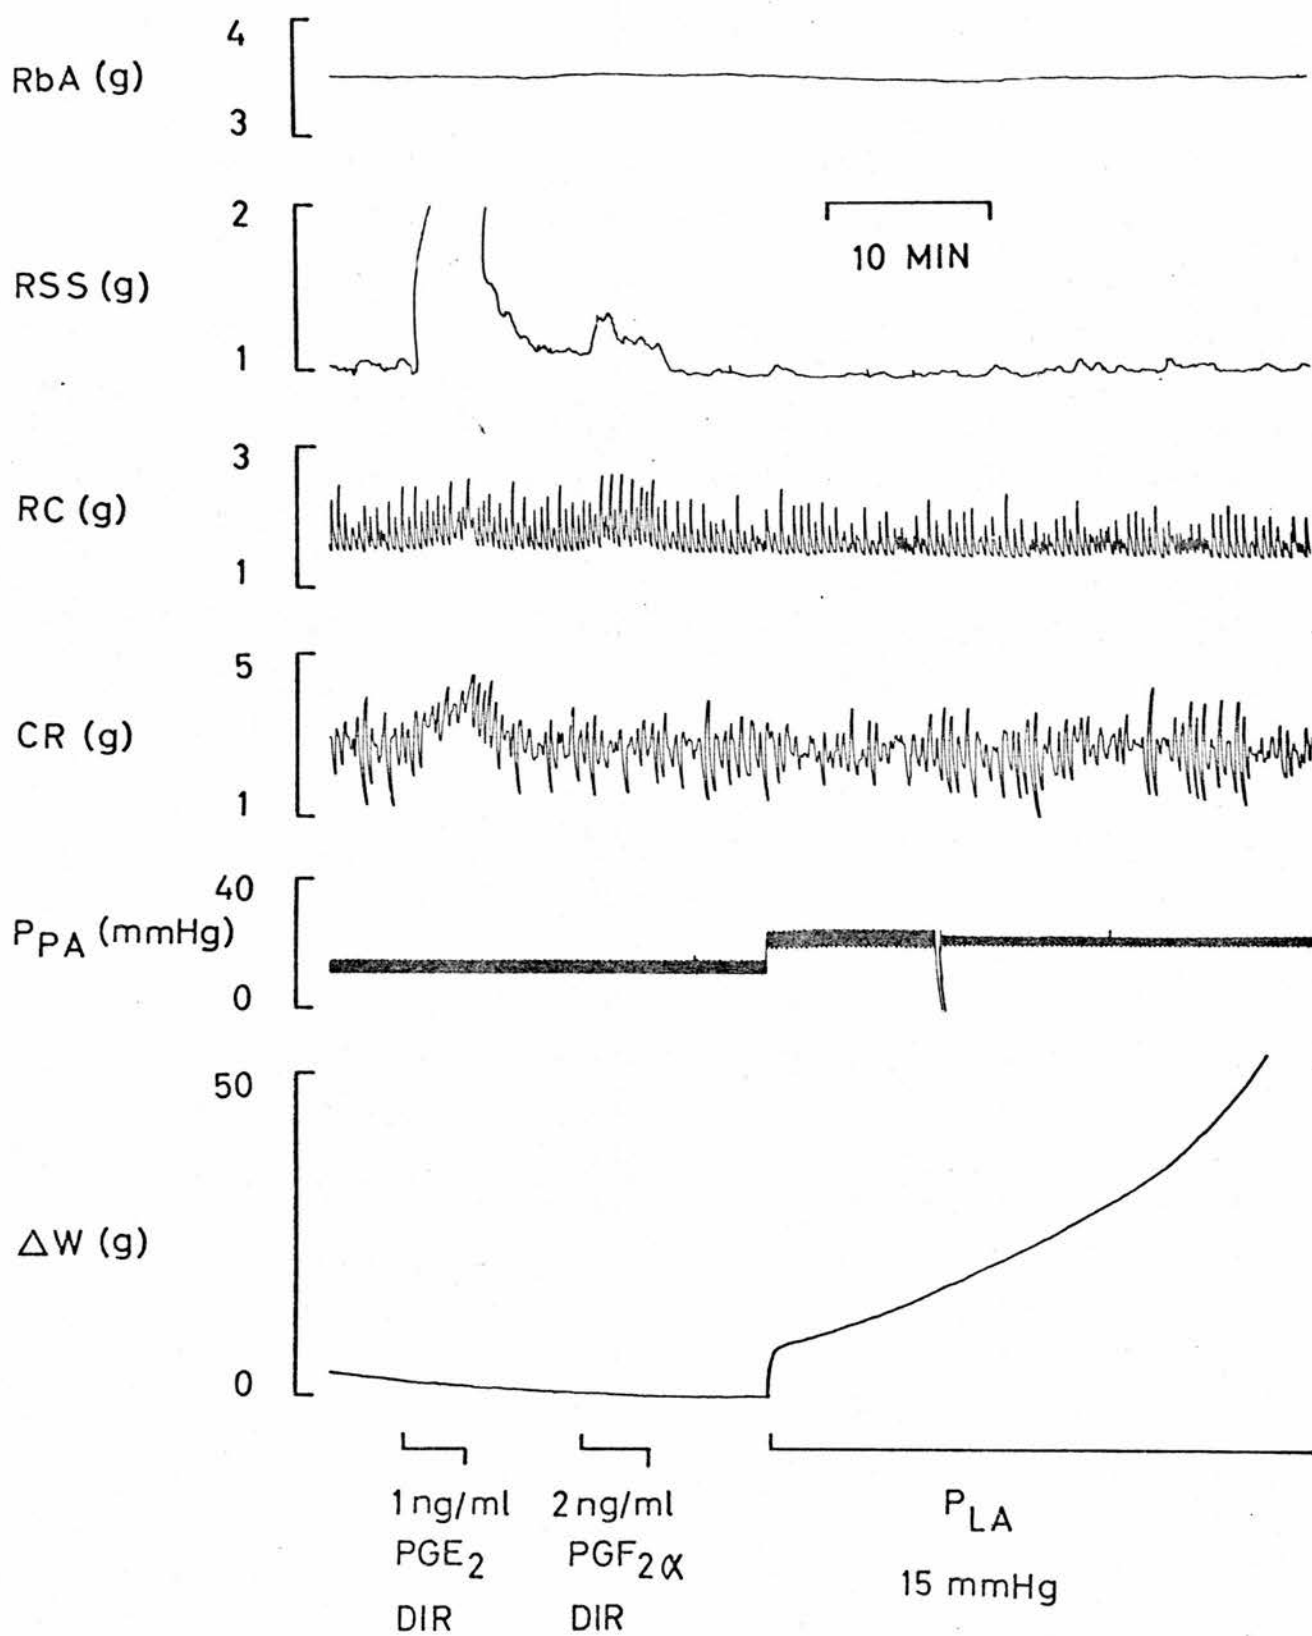 4
RbA (g)
3
2
RSS (g)
10 MIN
1
3
RC (g)
1
5
CR (g)
1
40
PPA (mmHg)
0
50
ΔW (g)
0
1 ng/ml
PGE2
DIR
2 ng/ml
PGF2α
DIR
PLA
15 mmHg